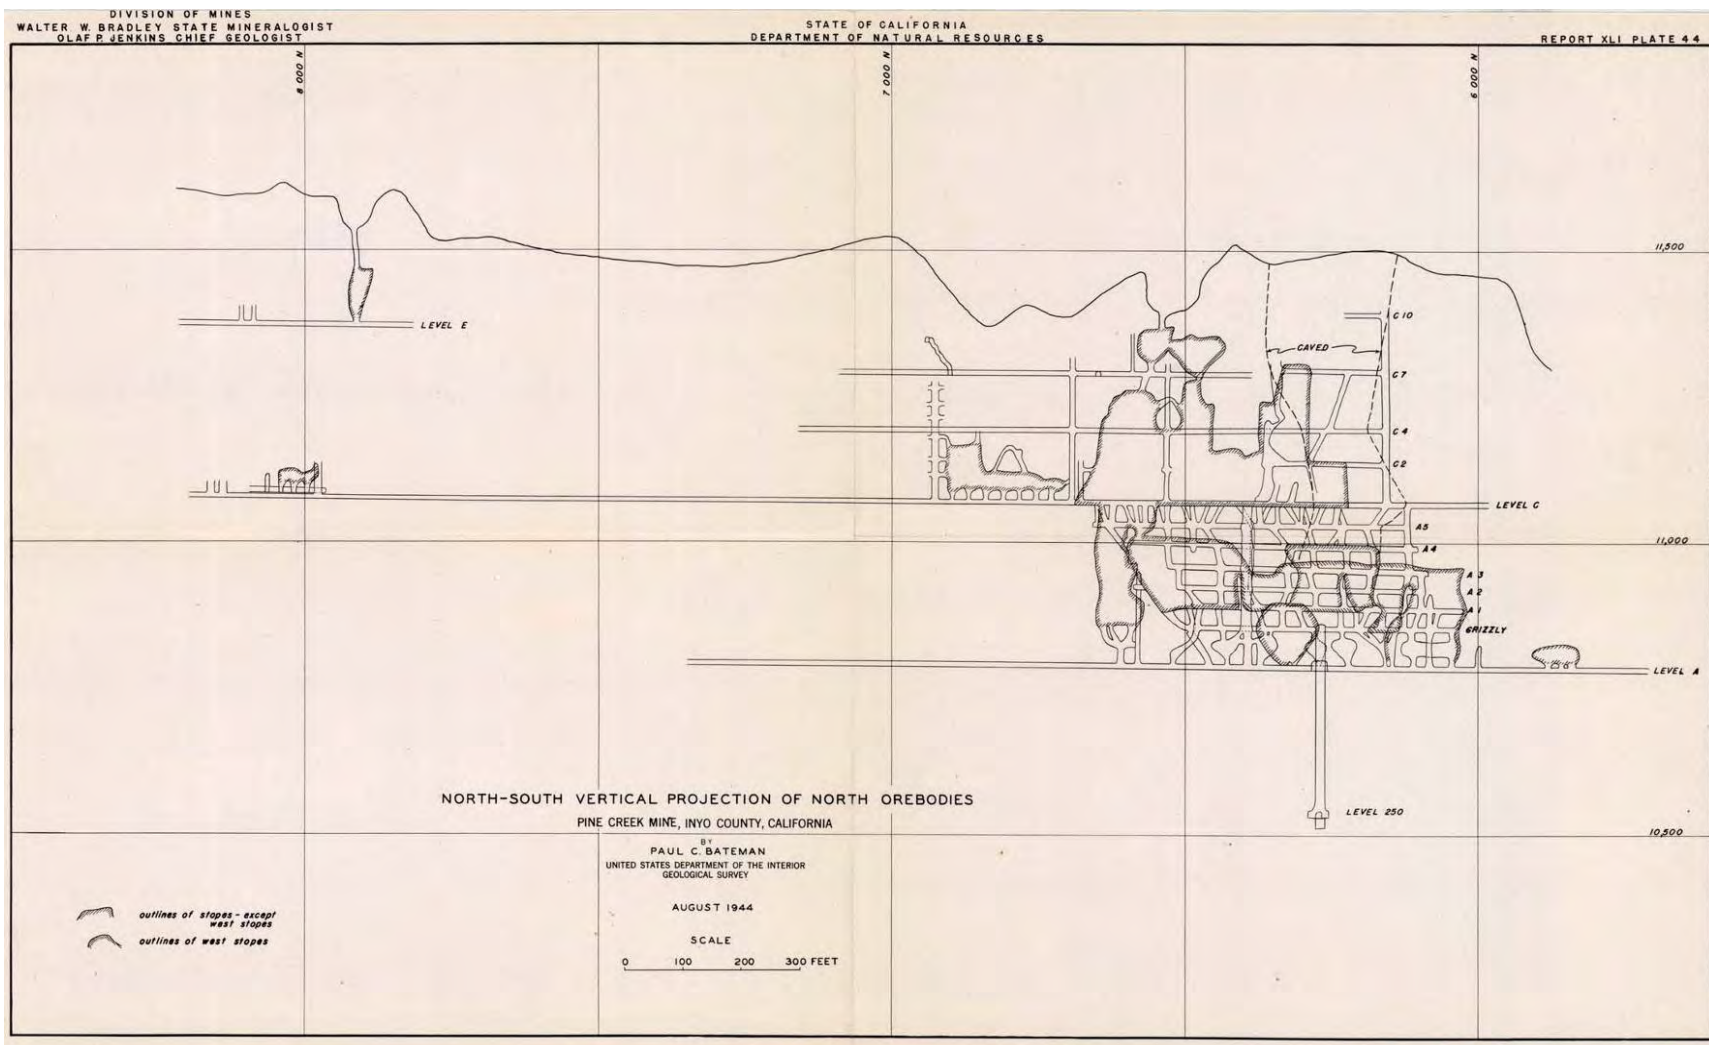 DIVISION OF MINES
WALTER W. BRADLEY STATE MINERALOGIST
OLAF P. JENKINS CHIEF GEOLOGIST
STATE OF CALIFORNIA
DEPARTMENT OF NATURAL RESOURCES
REPORT XLI PLATE 44
8 000 N
7 000 N
6 000 N
11,500
C 10
LEVEL E
CAVED
C 7
C 4
C 2
LEVEL C
A5
11,000
A 4
A 3
A 2
A 1
GRIZZLY
LEVEL A
LEVEL 250
10,500
NORTH-SOUTH VERTICAL PROJECTION OF NORTH OREBODIES
PINE CREEK MINE, INYO COUNTY, CALIFORNIA
BY
PAUL C. BATEMAN
UNITED STATES DEPARTMENT OF THE INTERIOR
GEOLOGICAL SURVEY
AUGUST 1944
SCALE
0 100 200 300 FEET
outlines of stopes - except
west stopes
outlines of west stopes